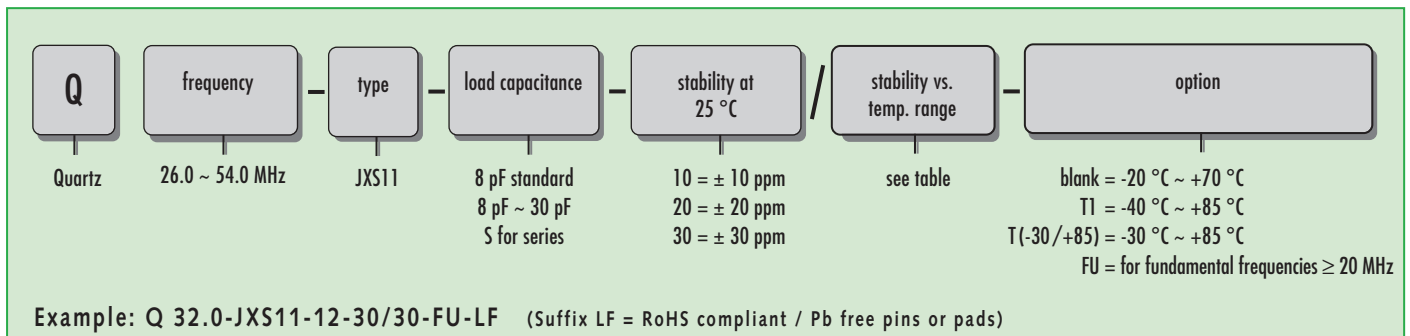 Q
frequency
–
type
–
load capacitance
–
stability at
25 °C
/
stability vs.
temp. range
–
option
Quartz
26.0 ~ 54.0 MHz
JXS11
8 pF standard
8 pF ~ 30 pF
S for series
10 = ± 10 ppm
20 = ± 20 ppm
30 = ± 30 ppm
see table
blank = -20 °C ~ +70 °C
T1 = -40 °C ~ +85 °C
T(-30/+85) = -30 °C ~ +85 °C
FU = for fundamental frequencies ≥ 20 MHz
Example: Q 32.0-JXS11-12-30/30-FU-LF (Suffix LF = RoHS compliant / Pb free pins or pads)